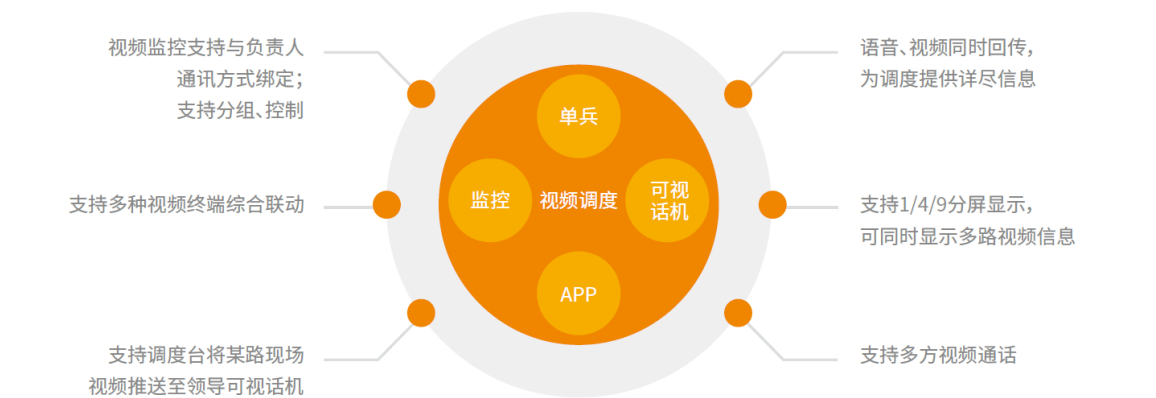 视频监控支持与负责人
通讯方式绑定；
支持分组、控制
支持多种视频终端综合联动
支持调度台将某路现场
视频推送至领导可视话机
单兵
监控
视频调度
可视
话机
APP
语音、视频同时回传，
为调度提供详尽信息
支持1/4/9分屏显示，
可同时显示多路视频信息
支持多方视频通话